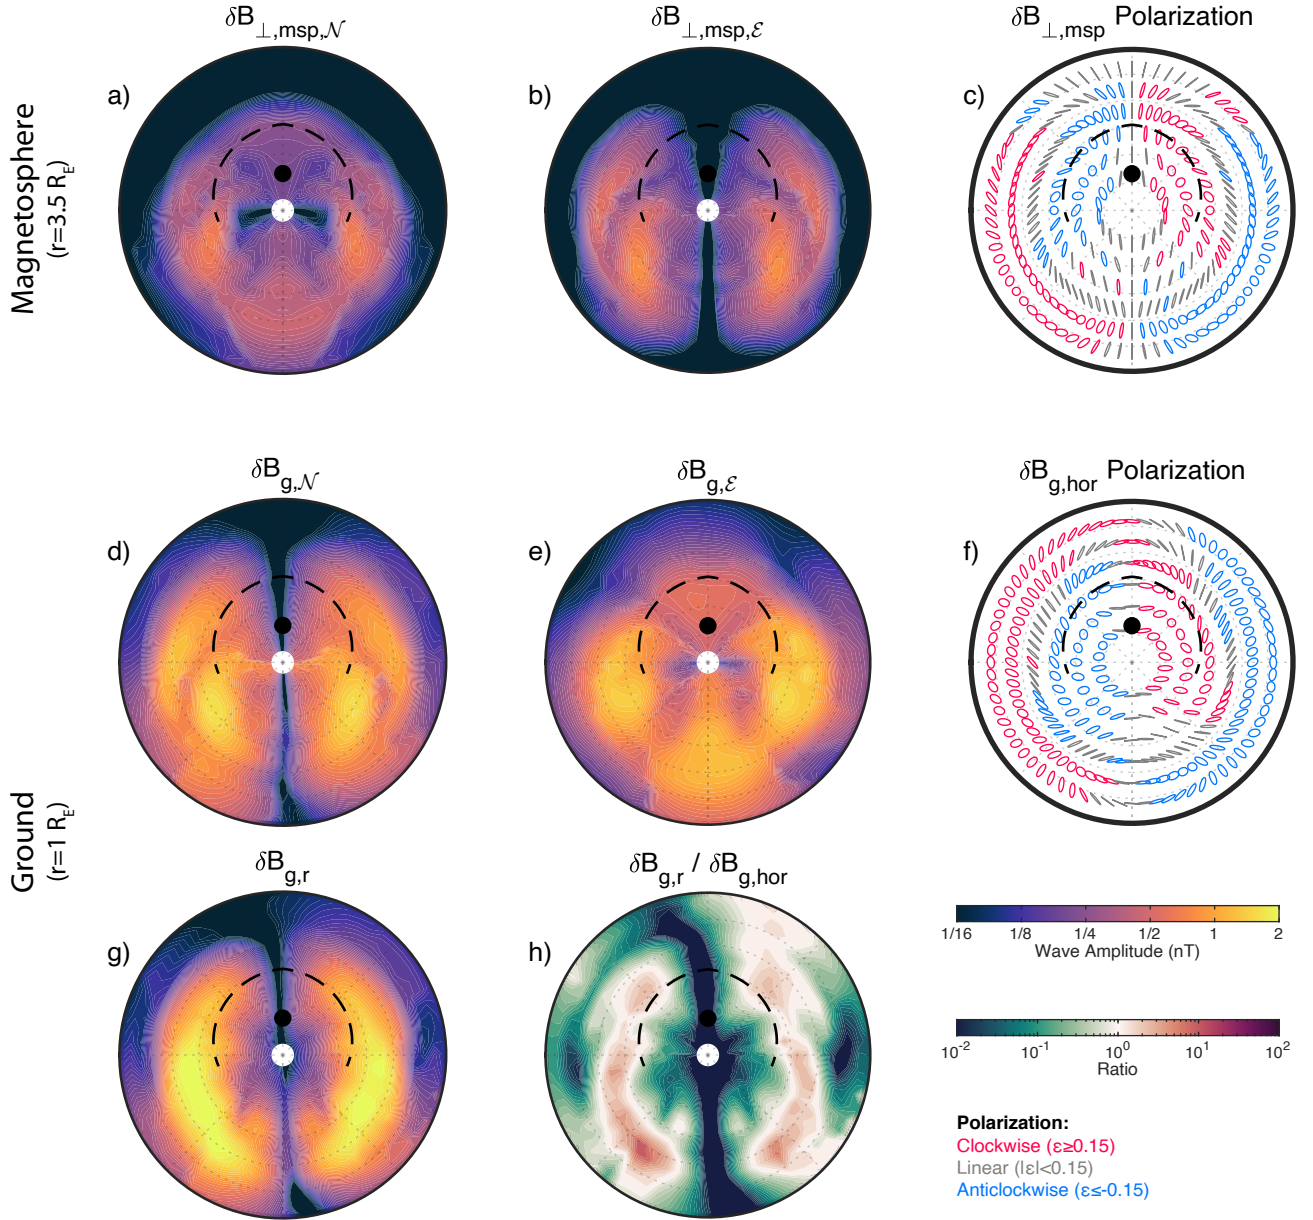 δB⊥,msp,𝒩
δB⊥,msp,ℰ
δB⊥,msp Polarization
a)
b)
c)
Magnetosphere
(r=3.5 RE)
δBg,𝒩
δBg,ℰ
δBg,hor Polarization
d)
e)
f)
Ground
(r=1 RE)
δBg,r
δBg,r / δBg,hor
g)
h)
1/16 1/8 1/4 1/2 1 2
Wave Amplitude (nT)
10-2 10-1 100 101 102
Ratio
Polarization:
Clockwise (ε≥0.15)
Linear (|ε|<0.15)
Anticlockwise (ε≤-0.15)